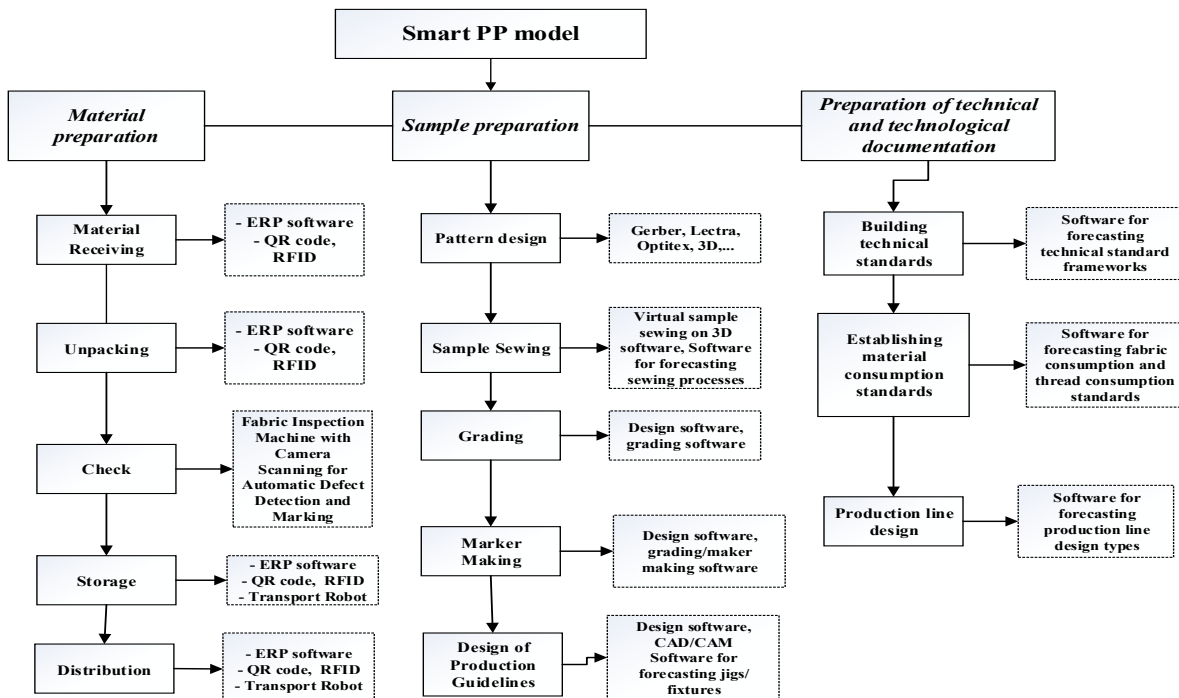 Smart PP model
Material
preparation
Material
Receiving
- ERP software
- QR code,
RFID
Unpacking
- ERP software
- QR code,
RFID
Check
Fabric Inspection
Machine with
Camera
Scanning for
Automatic Defect
Detection and
Marking
Storage
- ERP software
- QR code, RFID
- Transport Robot
Distribution
- ERP software
- QR code, RFID
- Transport Robot
Sample preparation
Pattern design
Gerber, Lectra,
Optitex, 3D,...
Sample Sewing
Virtual sample
sewing on 3D
software, Software
for forecasting
sewing processes
Grading
Design software,
grading software
Marker
Making
Design software,
grading/maker
making software
Design of
Production
Guidelines
Design software,
CAD/CAM
Software for
forecasting jigs/
fixtures
Preparation of technical
and technological
documentation
Building
technical
standards
Software for
forecasting
technical standard
frameworks
Establishing
material
consumption
standards
Software for
forecasting fabric
consumption and
thread consumption
standards
Production line
design
Software for
forecasting
production line
design types